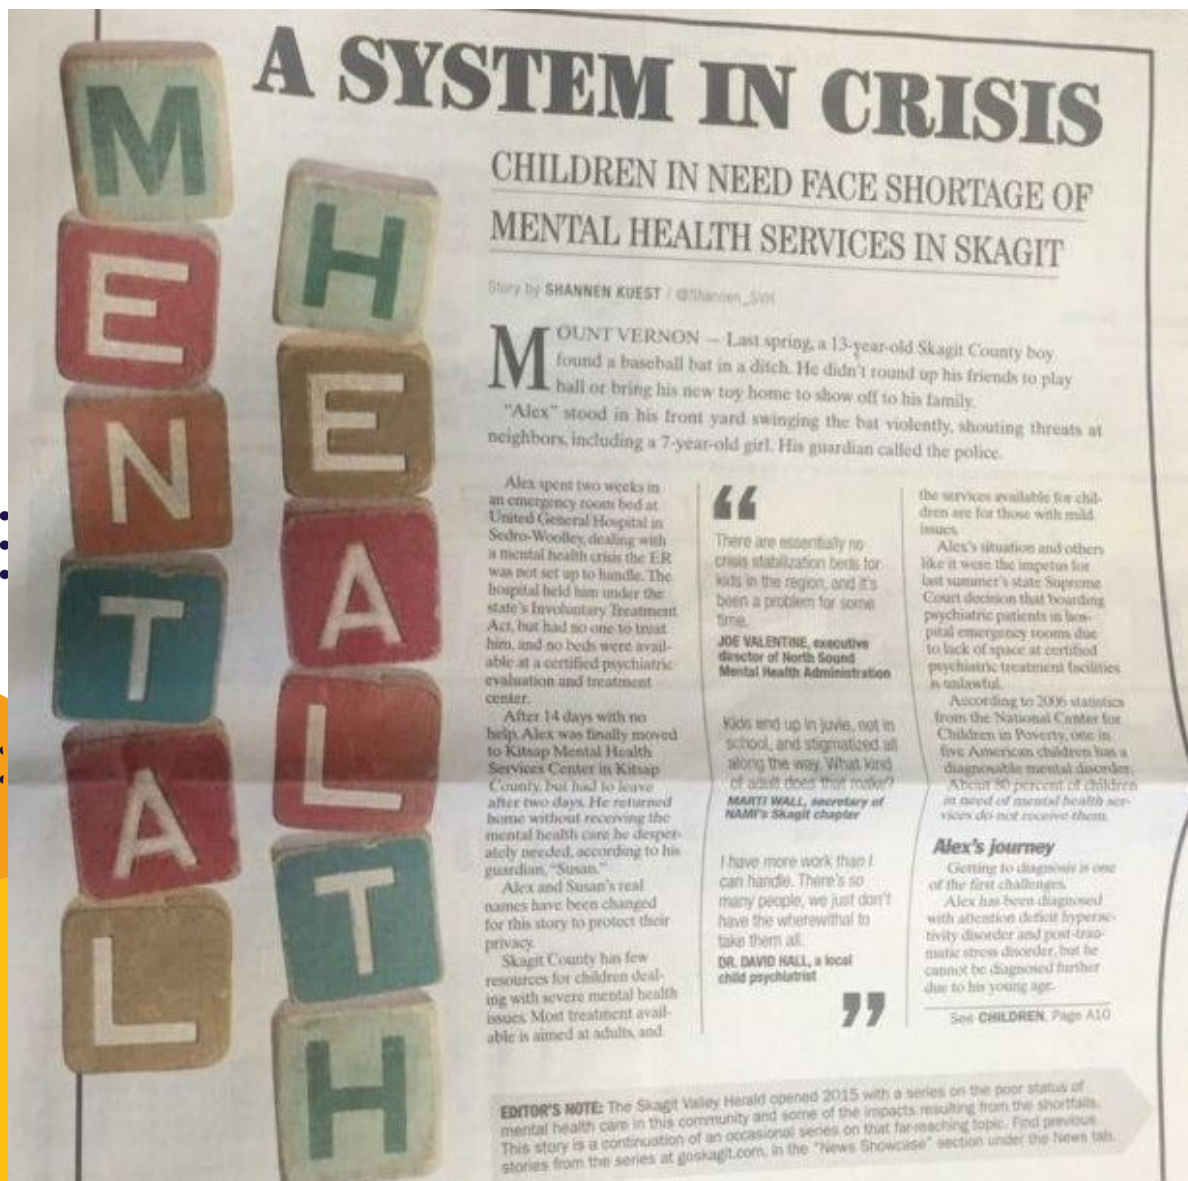 M
E
N
T
A
L
H
E
A
L
T
H
A SYSTEM IN CRISIS
CHILDREN IN NEED FACE SHORTAGE OF
MENTAL HEALTH SERVICES IN SKAGIT
Story by SHANNEN KUEST / @Shannen_SVH
MOUNT VERNON — Last spring, a 13-year-old Skagit County boy
found a baseball bat in a ditch. He didn't round up his friends to play
ball or bring his new toy home to show off to his family.
"Alex" stood in his front yard swinging the bat violently, shouting threats at
neighbors, including a 7-year-old girl. His guardian called the police.
Alex spent two weeks in
an emergency room bed at
United General Hospital in
Sedro-Woolley, dealing with
a mental health crisis the ER
was not set up to handle. The
hospital held him under the
state's Involuntary Treatment
Act, but had no one to treat
him, and no beds were avail-
able at a certified psychiatric
evaluation and treatment
center.
After 14 days with no
help, Alex was finally moved
to Kitsap Mental Health
Services Center in Kitsap
County, but had to leave
after two days. He returned
home without receiving the
mental health care he desper-
ately needed, according to his
guardian, "Susan."
Alex and Susan's real
names have been changed
for this story to protect their
privacy.
Skagit County has few
resources for children deal-
ing with severe mental health
issues. Most treatment avail-
able is aimed at adults, and
“
There are essentially no
crisis stabilization beds for
kids in the region, and it's
been a problem for some
time.
JOE VALENTINE, executive
director of North Sound
Mental Health Administration
Kids end up in juvie, not in
school, and stigmatized all
along the way. What kind
of adult does that make?
MARTI WALL, secretary of
NAMI's Skagit chapter
I have more work than I
can handle. There's so
many people, we just don't
have the wherewithal to
take them all.
DR. DAVID HALL, a local
child psychiatrist
”
the services available for chil-
dren are for those with mild
issues.
Alex's situation and others
like it were the impetus for
last summer's state Supreme
Court decision that boarding
psychiatric patients in hos-
pital emergency rooms due
to lack of space at certified
psychiatric treatment facilities
is unlawful.
According to 2006 statistics
from the National Center for
Children in Poverty, one in
five American children has a
diagnosable mental disorder.
About 80 percent of children
in need of mental health ser-
vices do not receive them.
Alex's journey
Getting to diagnosis is one
of the first challenges.
Alex has been diagnosed
with attention deficit hyperac-
tivity disorder and post-trau-
matic stress disorder, but he
cannot be diagnosed further
due to his young age.
See CHILDREN, Page A10
EDITOR'S NOTE: The Skagit Valley Herald opened 2015 with a series on the poor status of
mental health care in this community and some of the impacts resulting from the shortfalls.
This story is a continuation of an occasional series on that far-reaching topic. Find previous
stories from the series at goskagit.com, in the "News Showcase" section under the News tab.